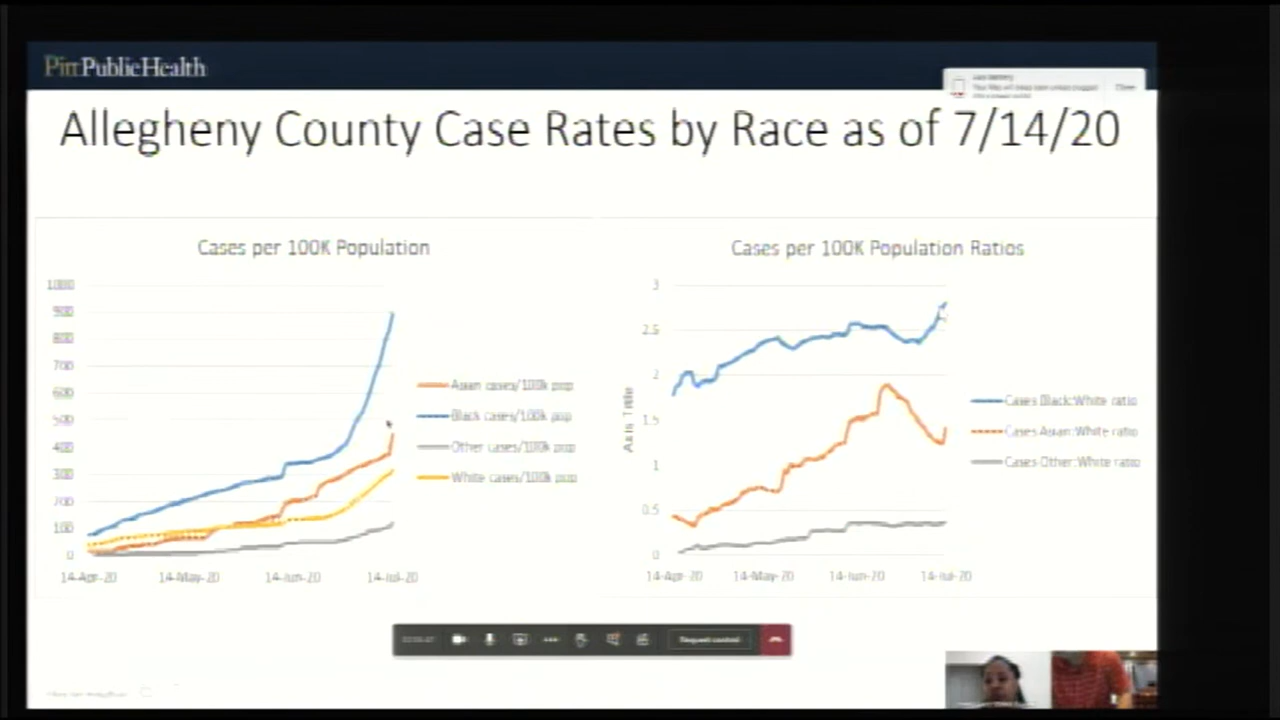 PittPublicHealth
Allegheny County Case Rates by Race as of 7/14/20
Cases per 100K Population
1000
900
800
700
600
500
400
300
200
100
0
14-Apr-20 14-May-20 14-Jun-20 14-Jul-20
Asian cases/100k pop
Black cases/100k pop
Other cases/100k pop
White cases/100k pop
Cases per 100K Population Ratios
3
2.5
2
1.5
1
0.5
0
Axis Title
14-Apr-20 14-May-20 14-Jun-20 14-Jul-20
Cases Black:White ratio
Cases Asian:White ratio
Cases Other:White ratio
Request control